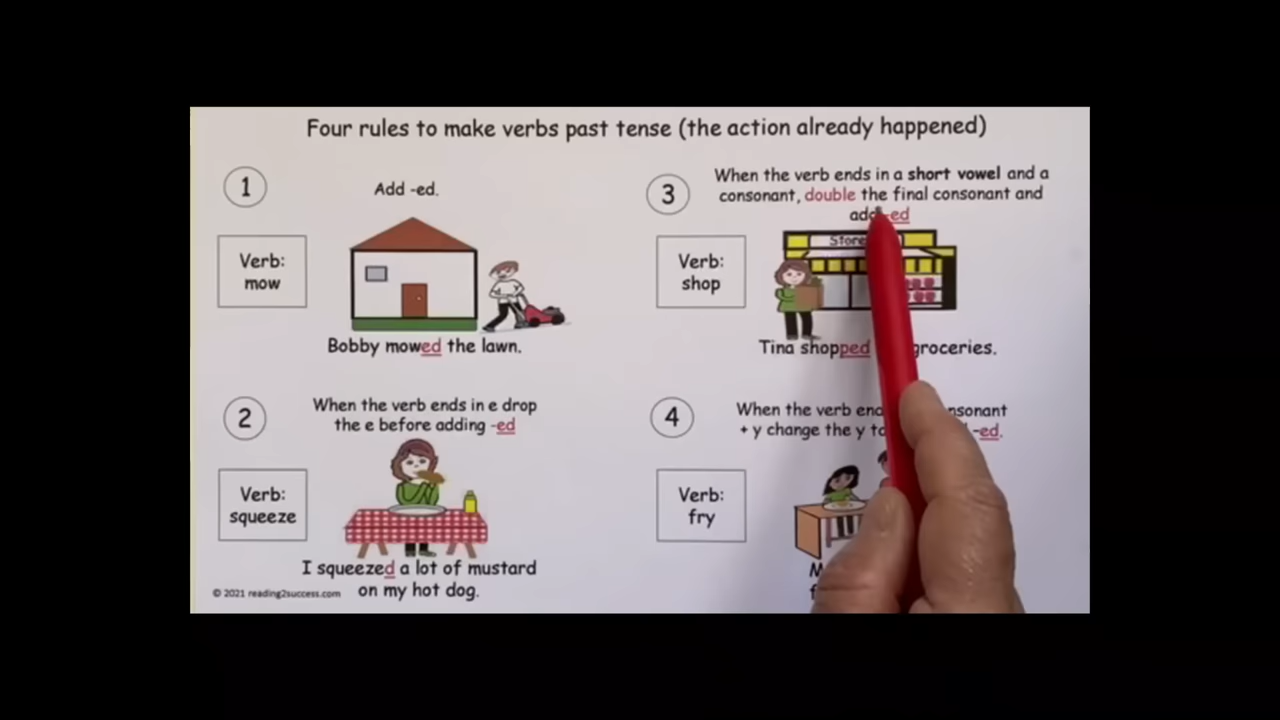 Four rules to make verbs past tense (the action already happened)
1
Add -ed.
Verb:
mow
Bobby mowed the lawn.
2
When the verb ends in e drop
the e before adding -ed
Verb:
squeeze
I squeezed a lot of mustard
on my hot dog.
© 2021 reading2success.com
3
When the verb ends in a short vowel and a
consonant, double the final consonant and
add -ed
Store
Verb:
shop
Tina shopped groceries.
4
When the verb
+ y change the y -ed.
Verb:
fry